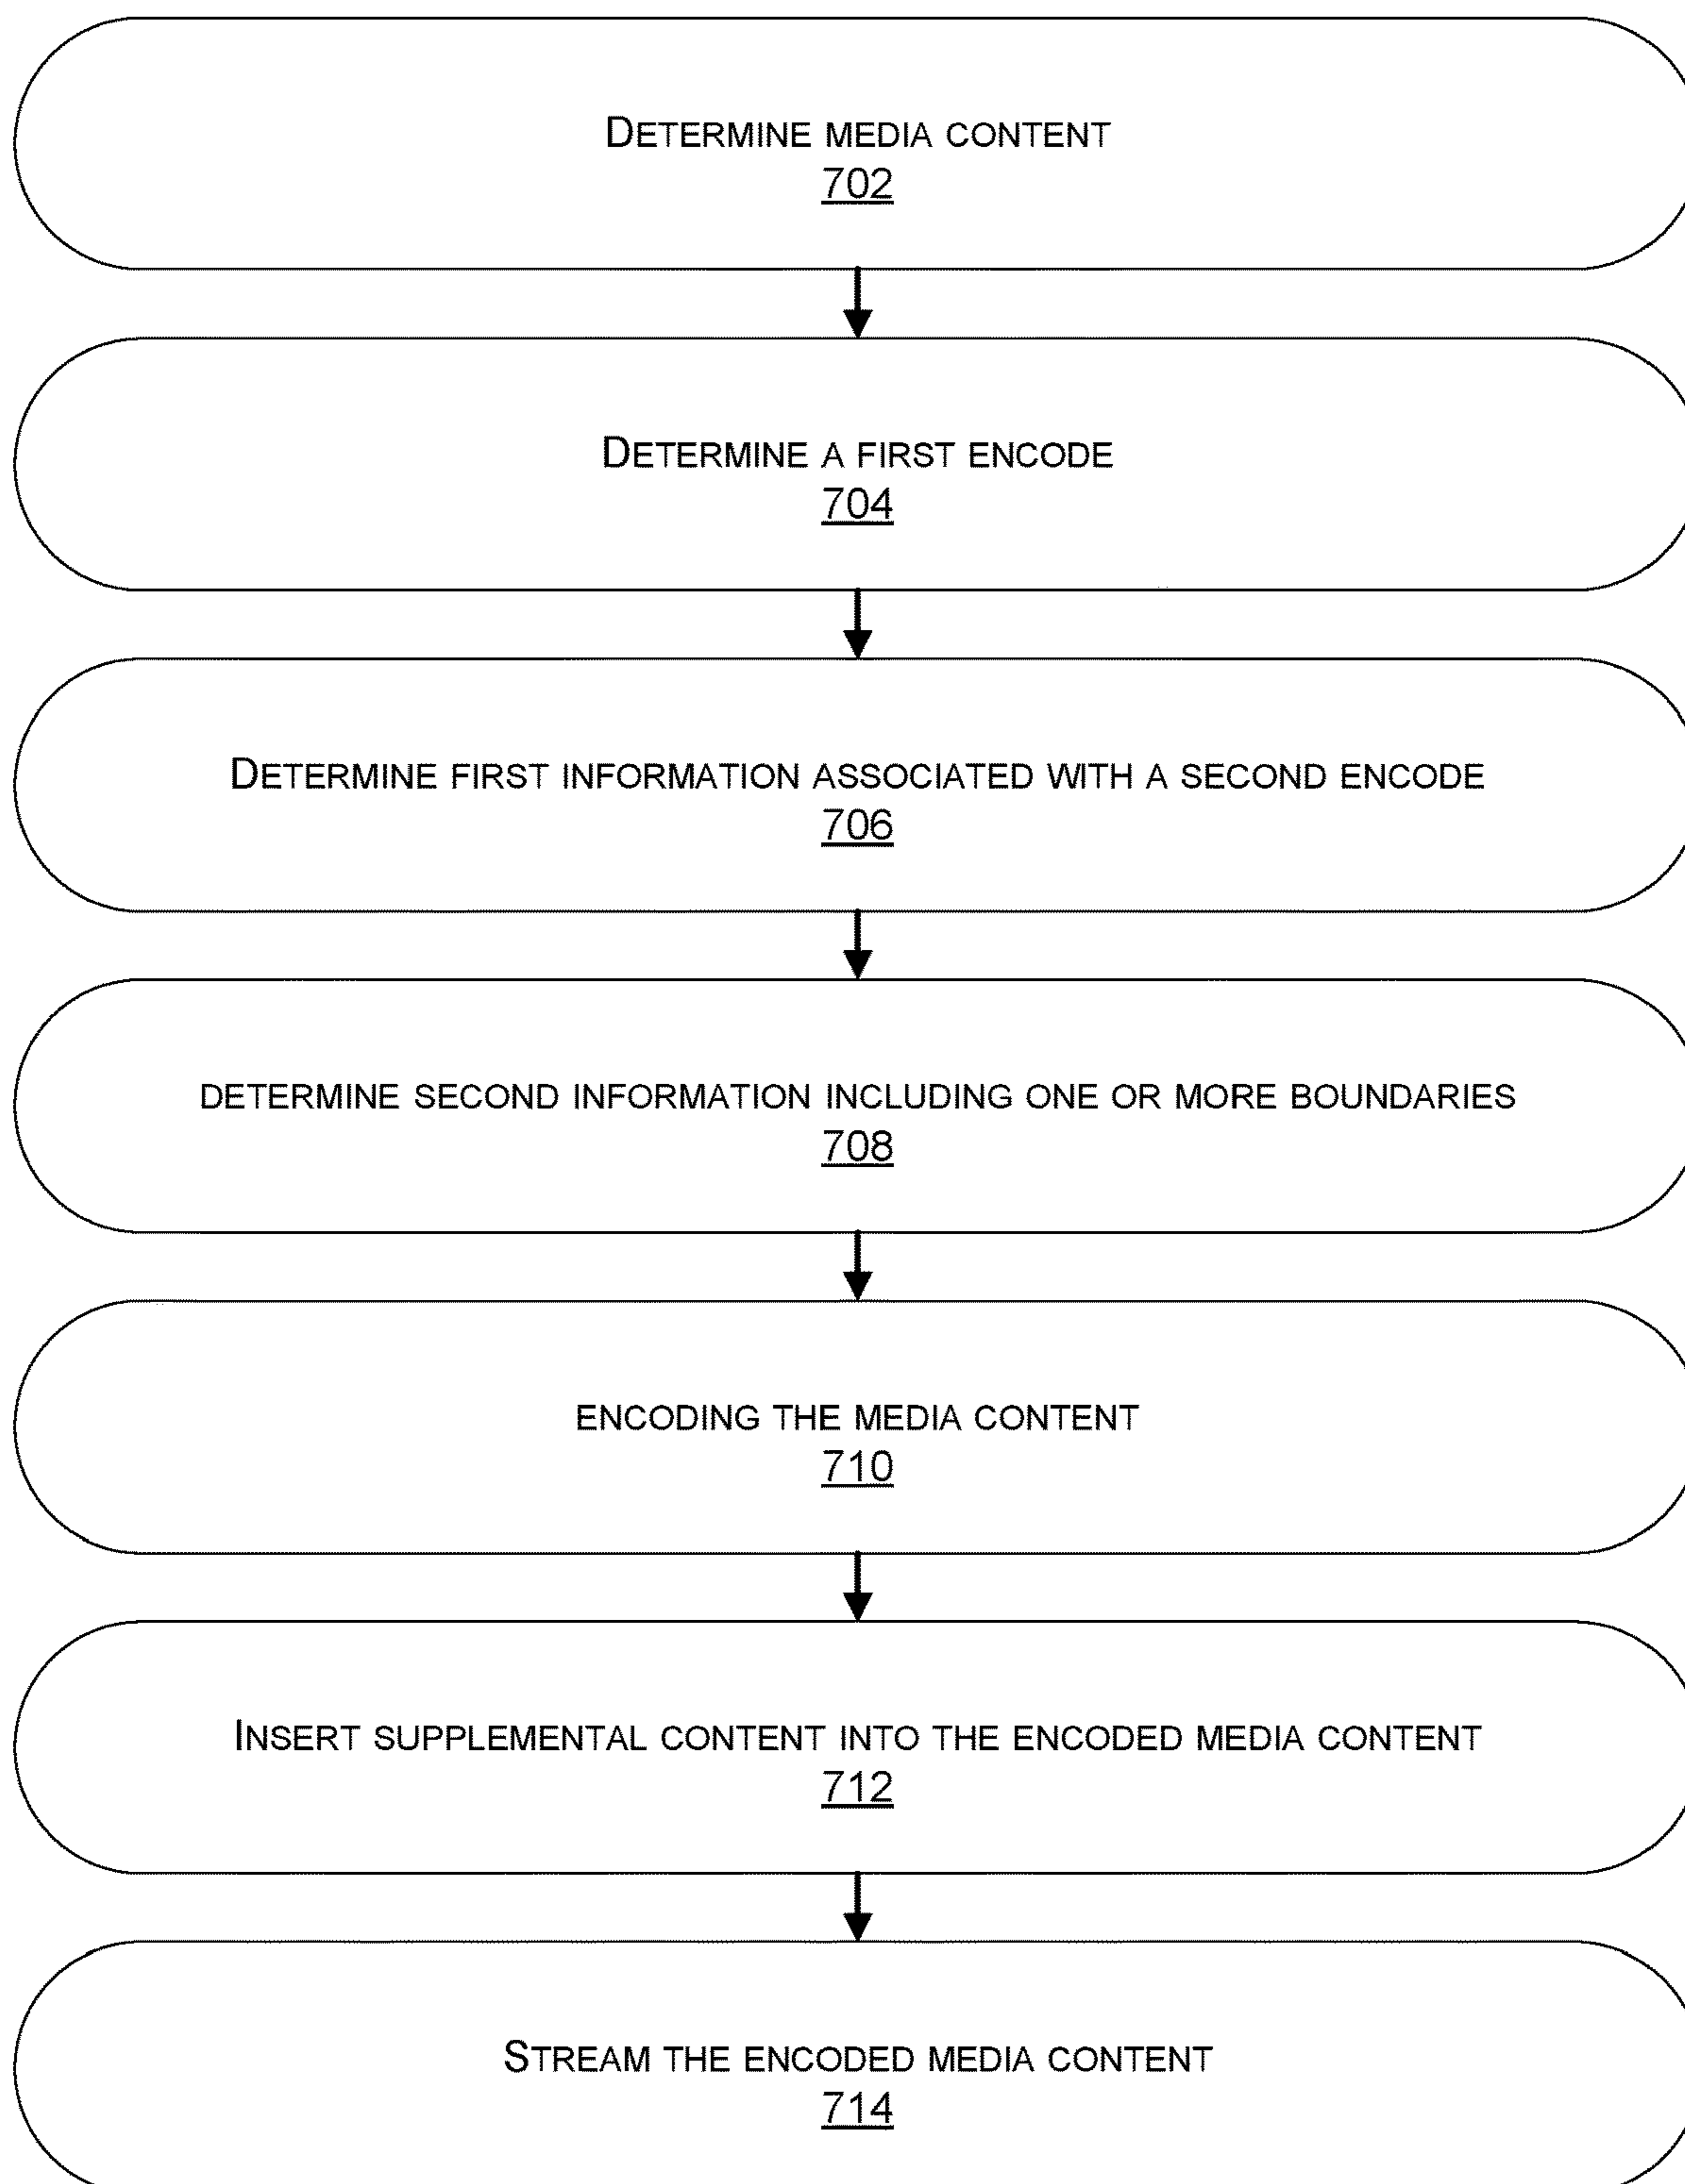 DETERMINE MEDIA CONTENT
702
DETERMINE A FIRST ENCODE
704
DETERMINE FIRST INFORMATION ASSOCIATED WITH A SECOND ENCODE
706
DETERMINE SECOND INFORMATION INCLUDING ONE OR MORE BOUNDARIES
708
ENCODING THE MEDIA CONTENT
710
INSERT SUPPLEMENTAL CONTENT INTO THE ENCODED MEDIA CONTENT
712
STREAM THE ENCODED MEDIA CONTENT
714